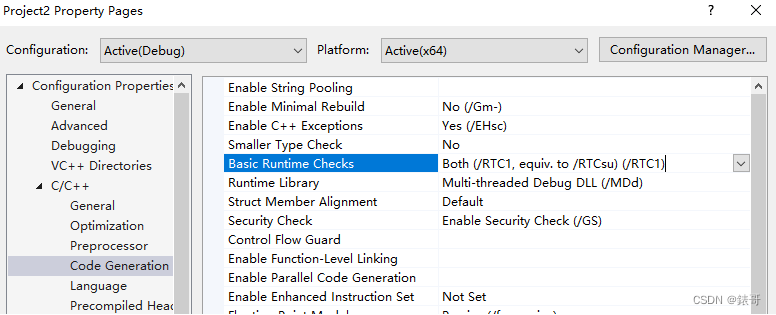 Project2 Property Pages ? ×
Configuration: Active(Debug) Platform: Active(x64) Configuration Manager...
Configuration Properties
General
Advanced
Debugging
VC++ Directories
C/C++
General
Optimization
Preprocessor
Code Generation
Language
Precompiled Head
Enable String Pooling
Enable Minimal Rebuild No (/Gm-)
Enable C++ Exceptions Yes (/EHsc)
Smaller Type Check No
Basic Runtime Checks Both (/RTC1, equiv. to /RTCsu) (/RTC1)
Runtime Library Multi-threaded Debug DLL (/MDd)
Struct Member Alignment Default
Security Check Enable Security Check (/GS)
Control Flow Guard
Enable Function-Level Linking
Enable Parallel Code Generation
Enable Enhanced Instruction Set Not Set
CSDN @錶哥